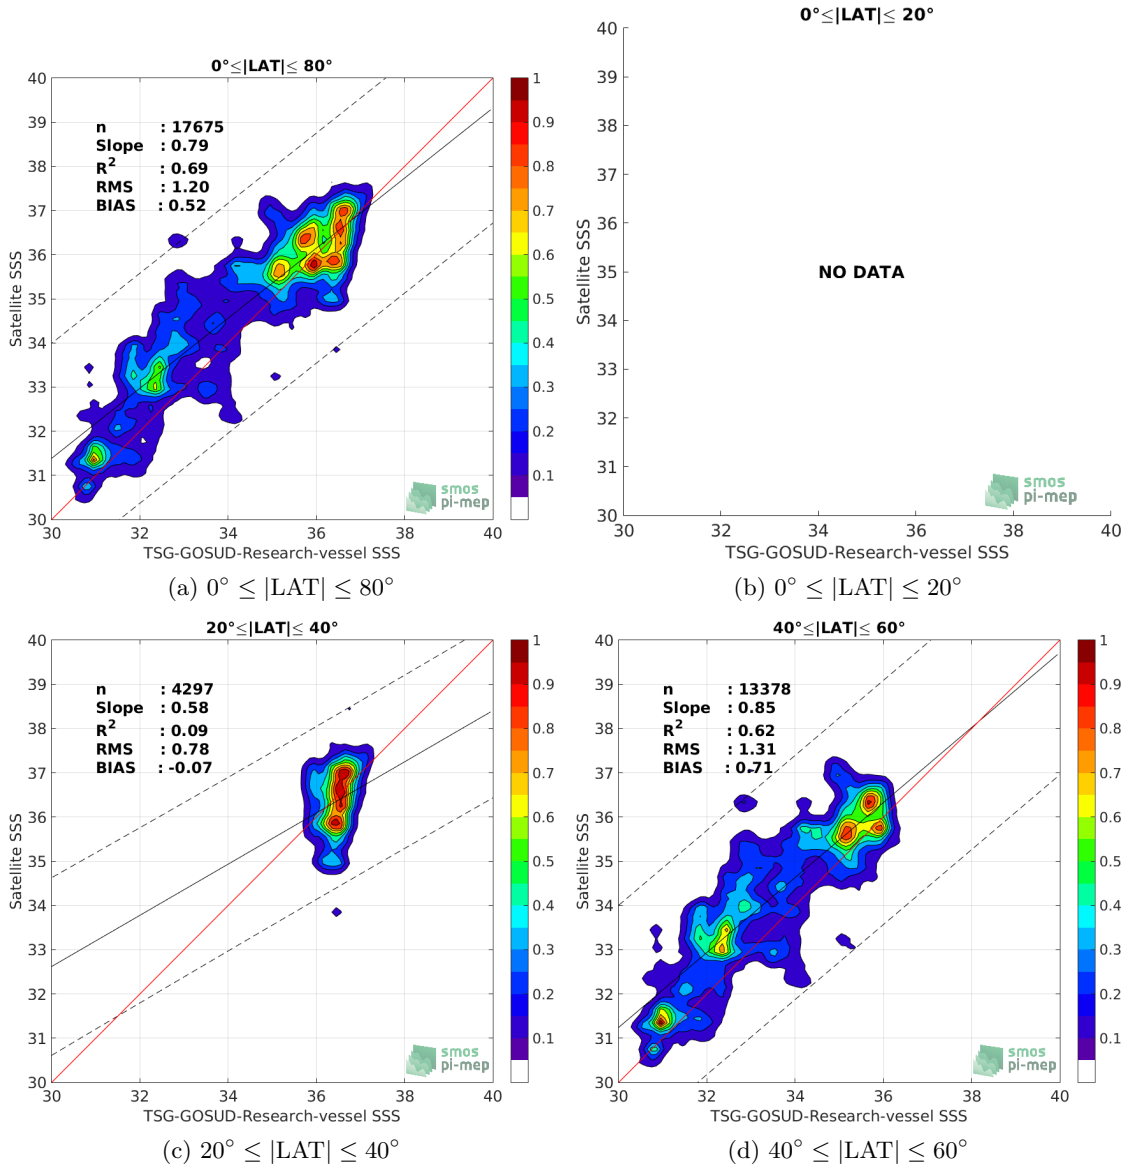 0°≤|LAT|≤ 80°
n : 17675
Slope : 0.79
R² : 0.69
RMS : 1.20
BIAS : 0.52
40
39
38
37
36
35
34
33
32
31
30
30 32 34 36 38 40
Satellite SSS
TSG-GOSUD-Research-vessel SSS
1
0.9
0.8
0.7
0.6
0.5
0.4
0.3
0.2
0.1
smos
pi-mep
(a) 0° ≤ |LAT| ≤ 80°
0°≤|LAT|≤ 20°
40
39
38
37
36
35
34
33
32
31
30
30 32 34 36 38 40
Satellite SSS
NO DATA
TSG-GOSUD-Research-vessel SSS
smos
pi-mep
(b) 0° ≤ |LAT| ≤ 20°
20°≤|LAT|≤ 40°
n : 4297
Slope : 0.58
R² : 0.09
RMS : 0.78
BIAS : -0.07
40
39
38
37
36
35
34
33
32
31
30
30 32 34 36 38 40
Satellite SSS
TSG-GOSUD-Research-vessel SSS
1
0.9
0.8
0.7
0.6
0.5
0.4
0.3
0.2
0.1
smos
pi-mep
(c) 20° ≤ |LAT| ≤ 40°
40°≤|LAT|≤ 60°
n : 13378
Slope : 0.85
R² : 0.62
RMS : 1.31
BIAS : 0.71
40
39
38
37
36
35
34
33
32
31
30
30 32 34 36 38 40
Satellite SSS
TSG-GOSUD-Research-vessel SSS
1
0.9
0.8
0.7
0.6
0.5
0.4
0.3
0.2
0.1
smos
pi-mep
(d) 40° ≤ |LAT| ≤ 60°